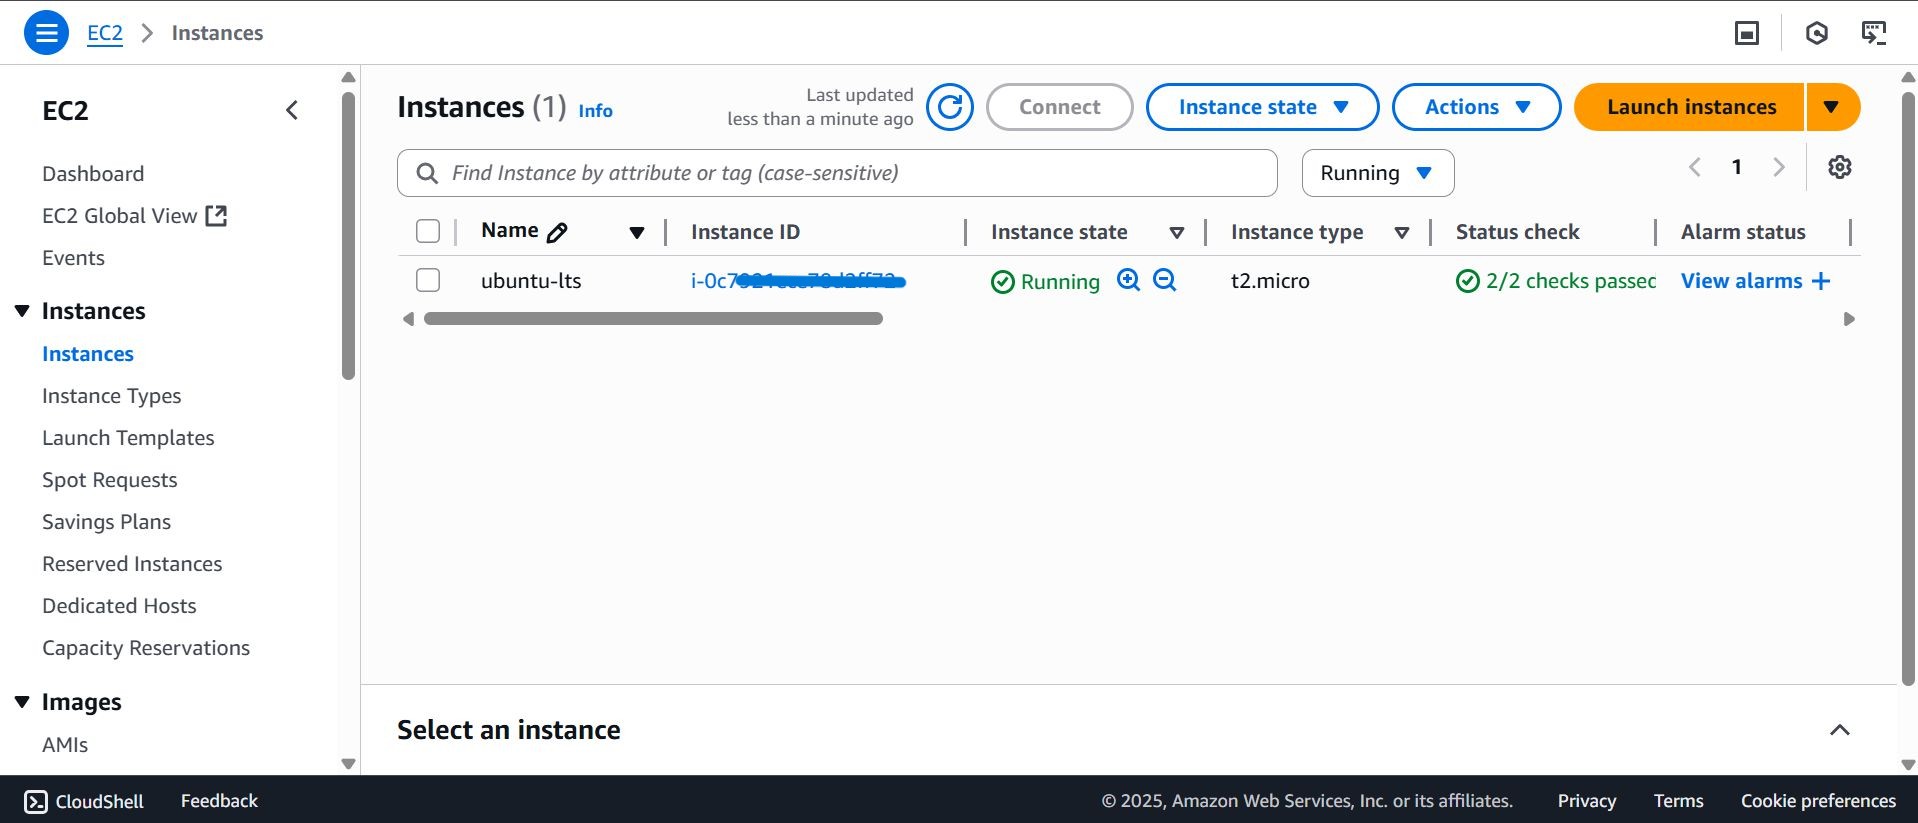 EC2 > Instances
EC2
Dashboard
EC2 Global View
Events
Instances
Instances
Instance Types
Launch Templates
Spot Requests
Savings Plans
Reserved Instances
Dedicated Hosts
Capacity Reservations
Images
AMIs
Instances (1) Info
Last updated
less than a minute ago
Connect
Instance state
Actions
Launch instances
Find Instance by attribute or tag (case-sensitive)
Running
1
Name Instance ID Instance state Instance type Status check Alarm status
ubuntu-lts Running t2.micro 2/2 checks passec View alarms +
Select an instance
CloudShell Feedback © 2025, Amazon Web Services, Inc. or its affiliates. Privacy Terms Cookie preferences